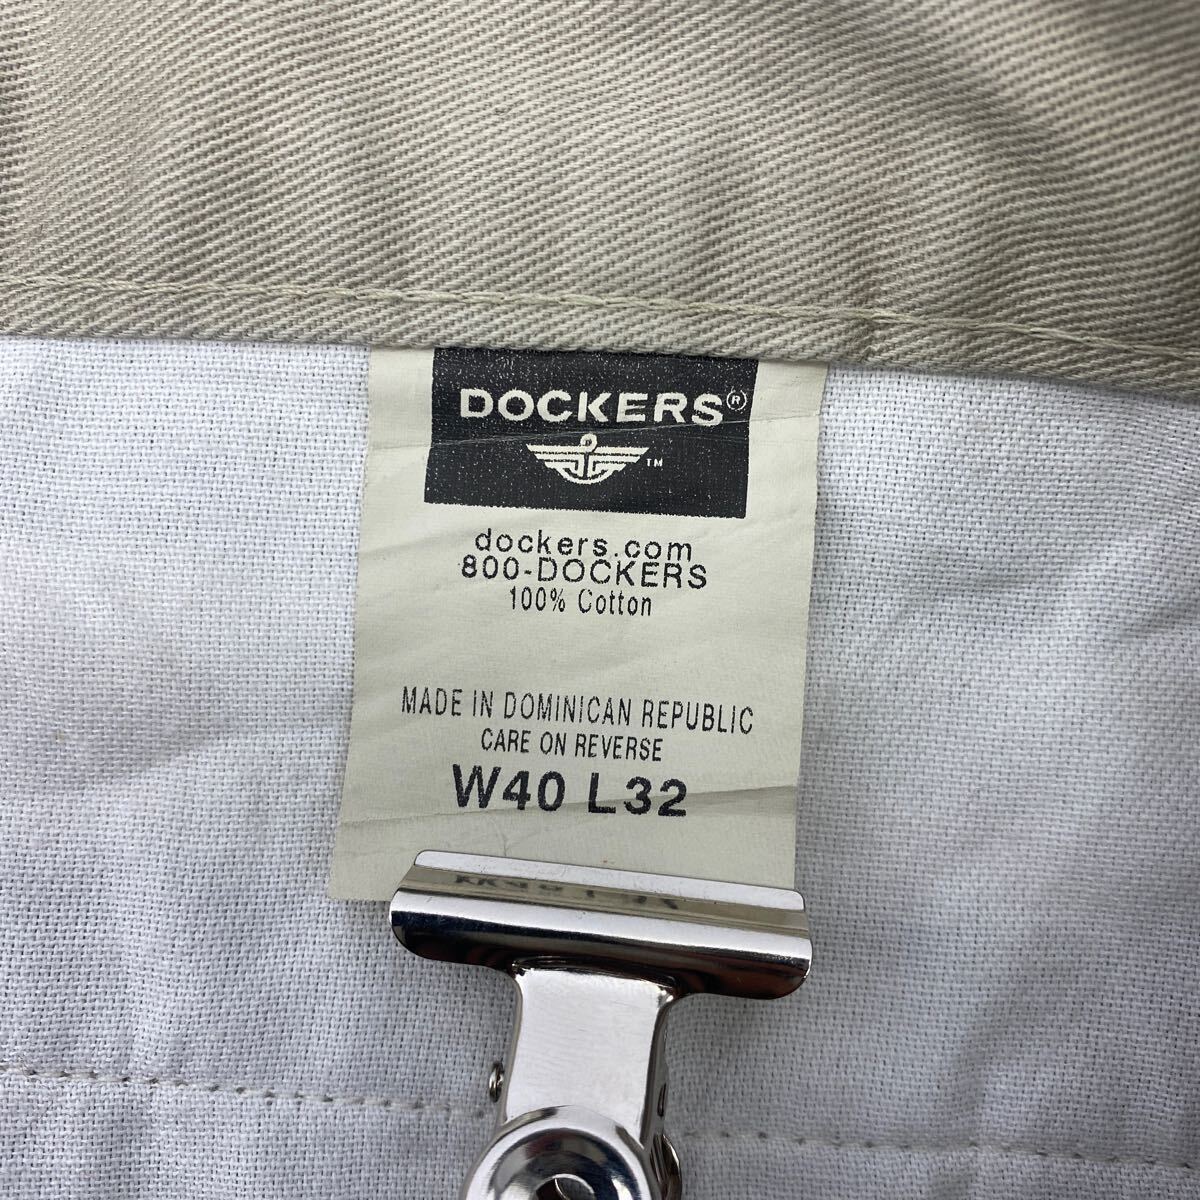 DOCKERS®
™
dockers.com
800-DOCKERS
100% Cotton
MADE IN DOMINICAN REPUBLIC
CARE ON REVERSE
W40 L32